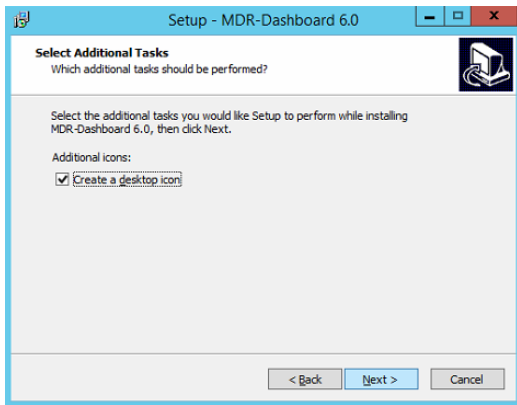 Setup - MDR-Dashboard 6.0
Select Additional Tasks
Which additional tasks should be performed?
Select the additional tasks you would like Setup to perform while installing
MDR-Dashboard 6.0, then click Next.
Additional icons:
Create a desktop icon
< Back Next > Cancel